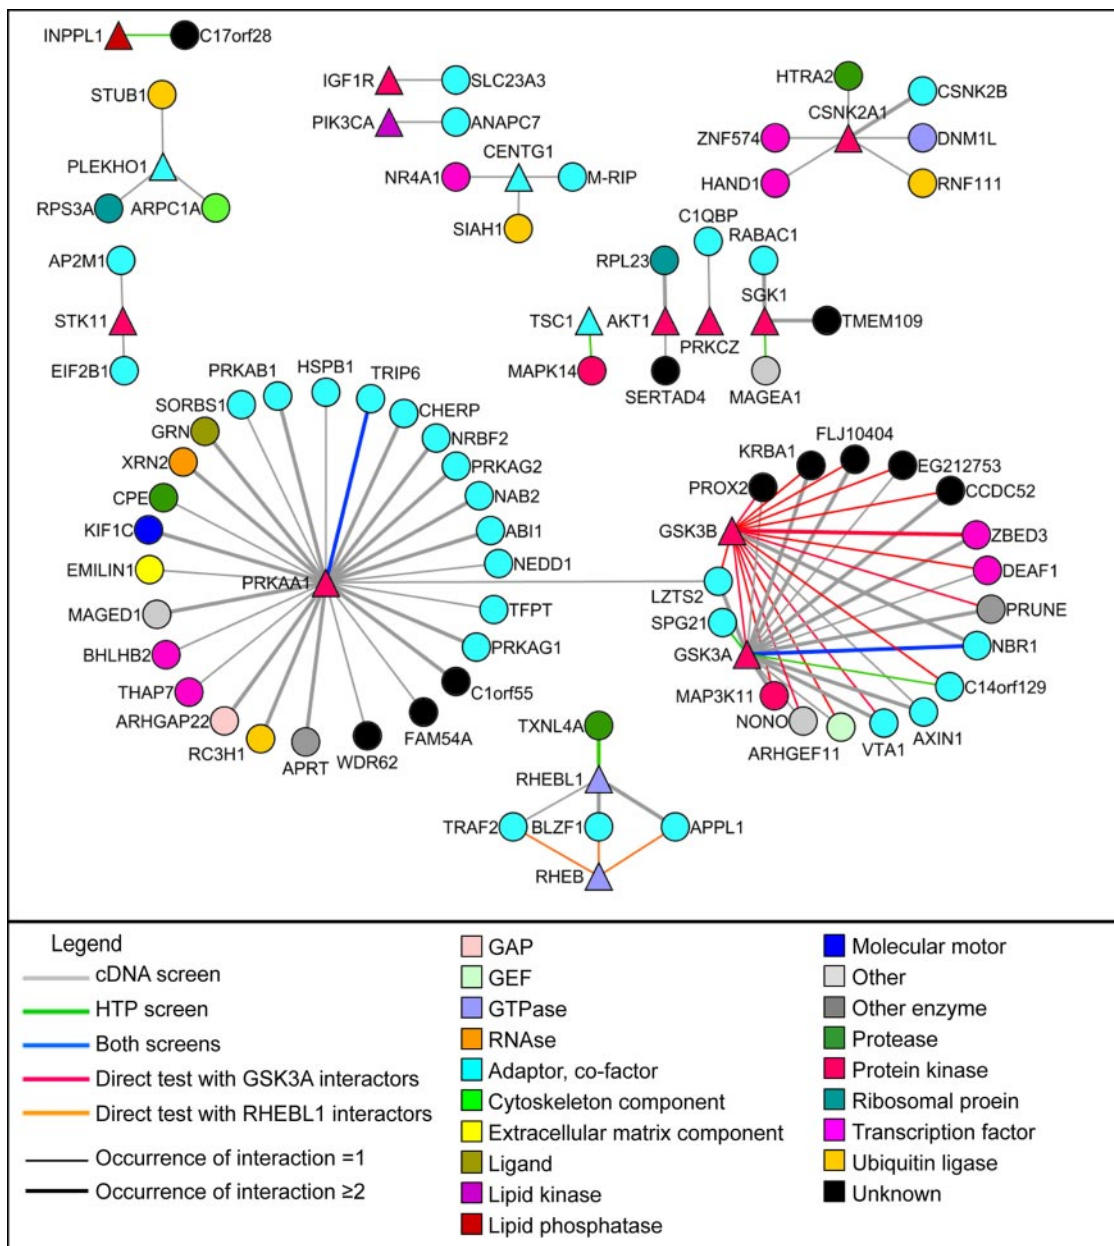 INPPL1
C17orf28
STUB1
PLEKHO1
RPS3A
ARPC1A
IGF1R
SLC23A3
PIK3CA
ANAPC7
CENTG1
NR4A1
M-RIP
SIAH1
HTRA2
CSNK2B
CSNK2A1
ZNF574
DNM1L
HAND1
RNF111
AP2M1
STK11
EIF2B1
C1QBP
RABAC1
RPL23
SGK1
TSC1
AKT1
TMEM109
PRKCZ
MAPK14
SERTAD4
MAGEA1
PRKAB1
HSPB1
TRIP6
SORBS1
CHERP
GRN
NRBF2
XRN2
PRKAG2
CPE
NAB2
KIF1C
ABI1
EMILIN1
NEDD1
PRKAA1
MAGED1
TFPT
BHLHB2
PRKAG1
THAP7
C1orf55
ARHGAP22
FAM54A
RC3H1
WDR62
APRT
FLJ10404
KRBA1
EG212753
PROX2
CCDC52
GSK3B
ZBED3
DEAF1
LZTS2
PRUNE
SPG21
NBR1
GSK3A
C14orf129
MAP3K11
NONO
AXIN1
ARHGEF11
VTA1
TXNL4A
RHEBL1
TRAF2
BLZF1
APPL1
RHEB
Legend
cDNA screen
HTP screen
Both screens
Direct test with GSK3A interactors
Direct test with RHEBL1 interactors
Occurrence of interaction =1
Occurrence of interaction ≥2
GAP
GEF
GTPase
RNAse
Adaptor, co-factor
Cytoskeleton component
Extracellular matrix component
Ligand
Lipid kinase
Lipid phosphatase
Molecular motor
Other
Other enzyme
Protease
Protein kinase
Ribosomal proein
Transcription factor
Ubiquitin ligase
Unknown